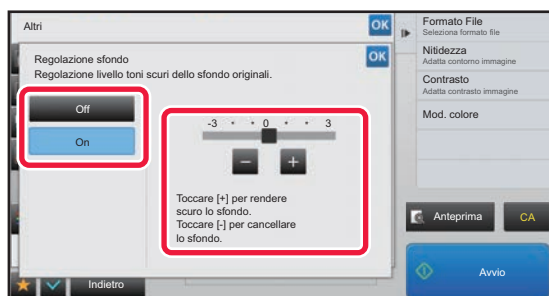 Altri
OK
Regolazione sfondo
OK
Regolazione livello toni scuri dello sfondo originali.
Off
On
-3 0 3
- +
Toccare [+] per rendere
scuro lo sfondo.
Toccare [-] per cancellare
lo sfondo.
Indietro
Formato File
Seleziona formato file
Nitidezza
Adatta contorno immagine
Contrasto
Adatta contrasto immagine
Mod. colore
Anteprima
CA
Avvio